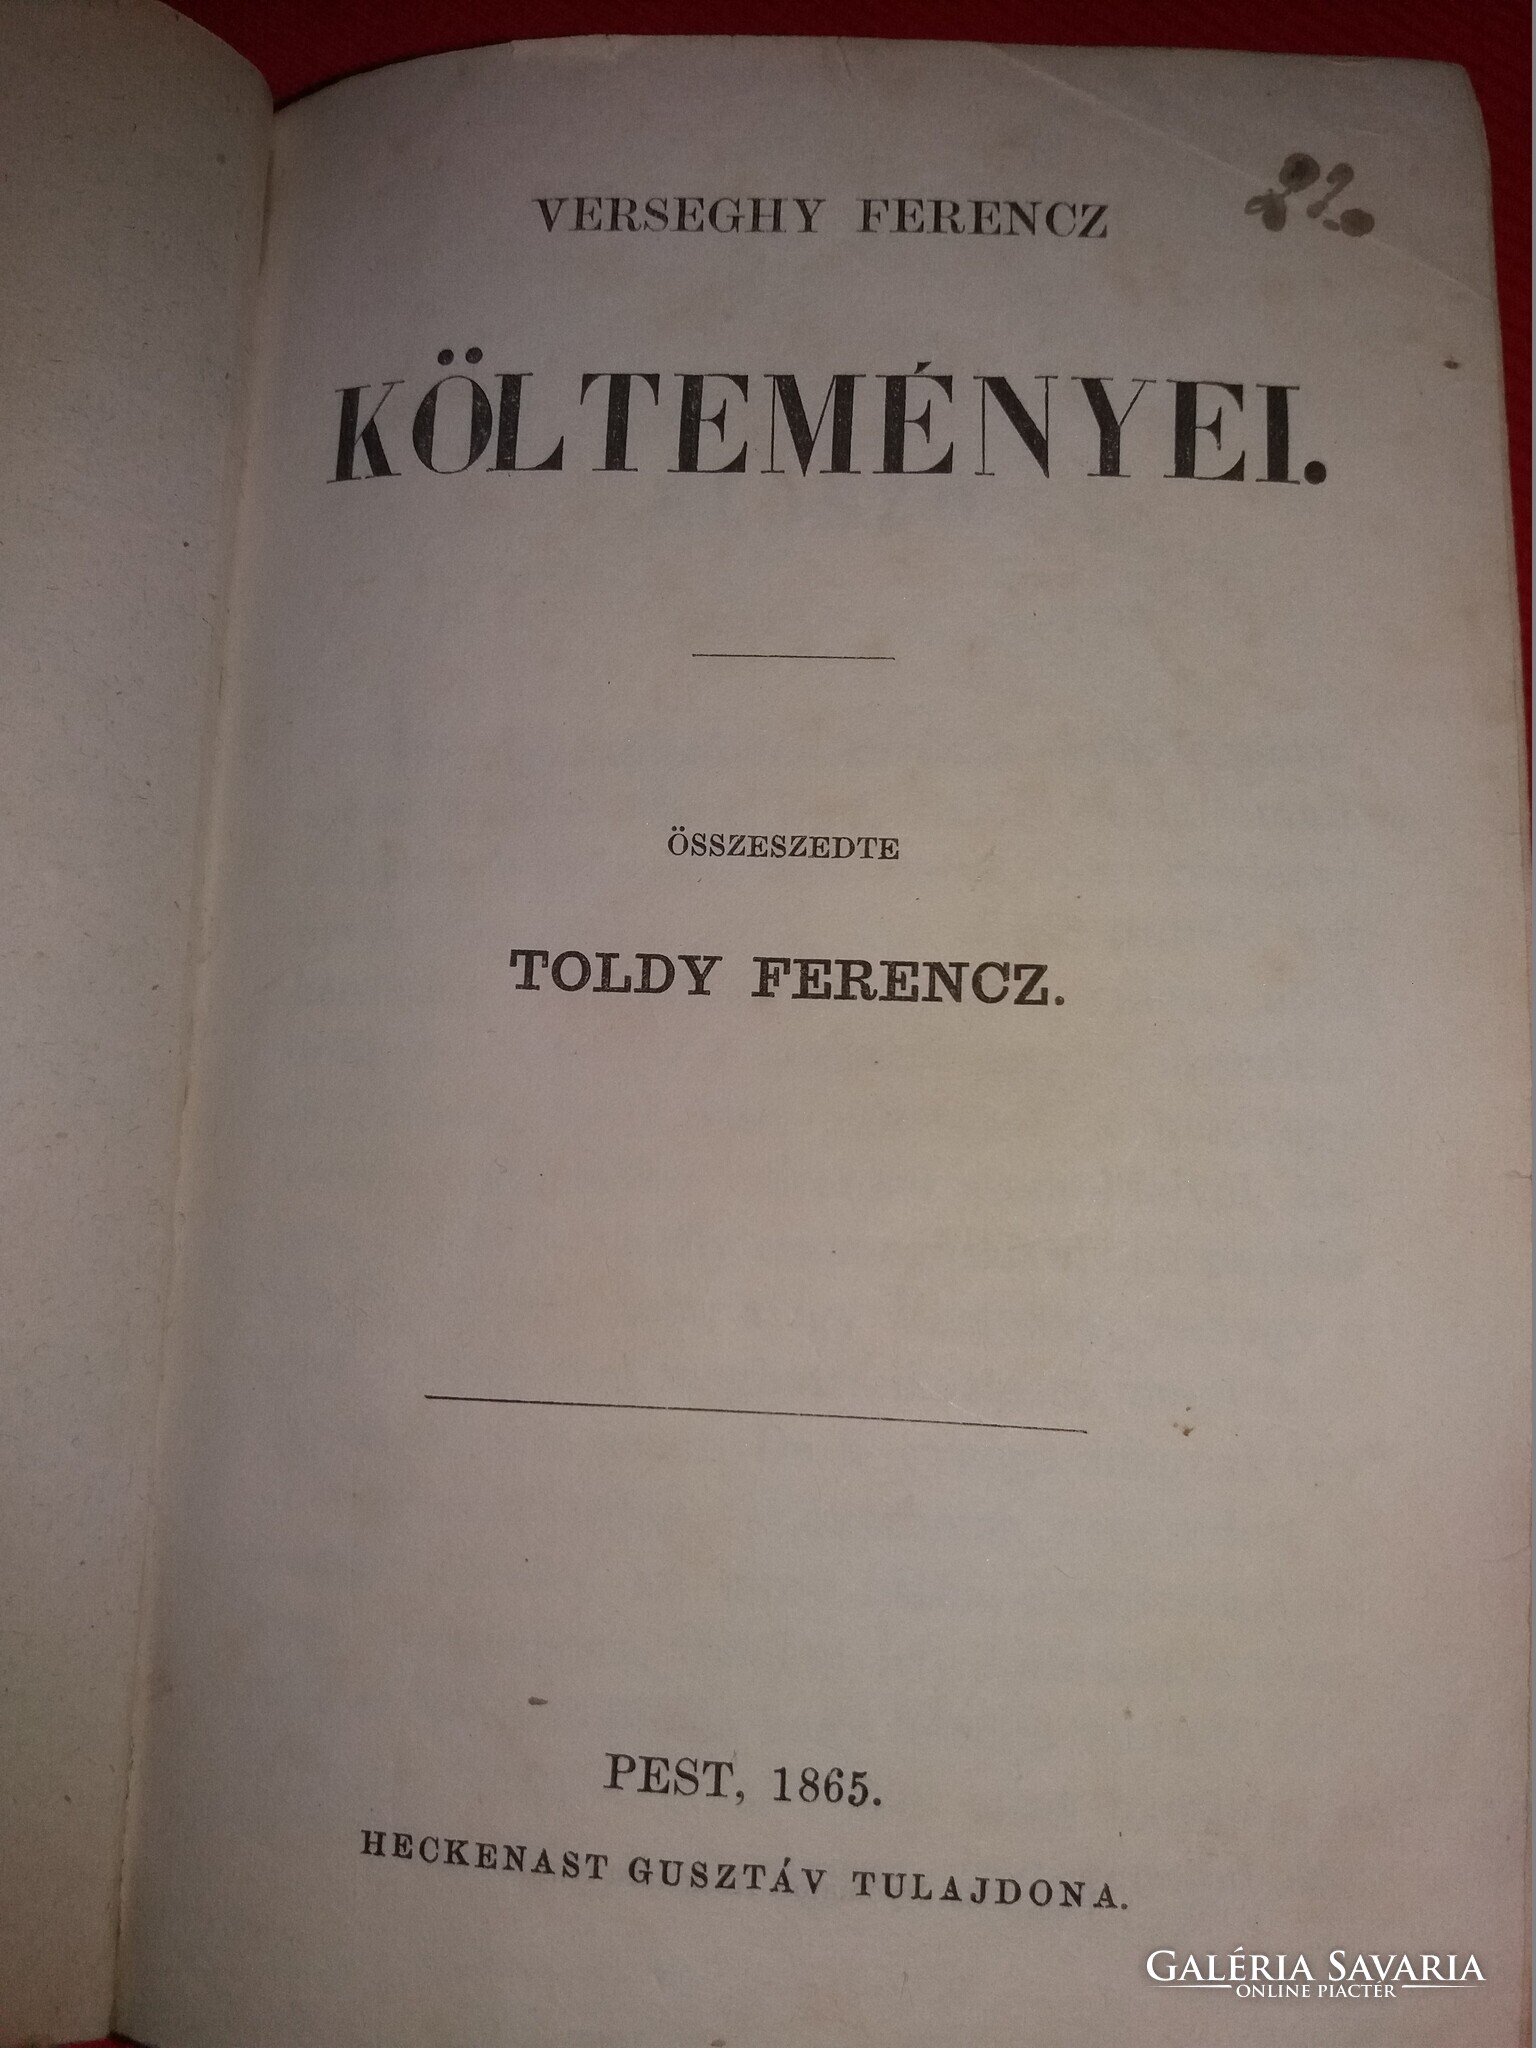 VERSEGHY FERENCZ
KÖLTEMÉNYEI.
ÖSSZESZEDTE
TOLDY FERENCZ.
PEST, 1865.
HECKENAST GUSZTÁV TULAJDONA.
GALÉRIA SAVARIA
ONLINE PIACTÉR